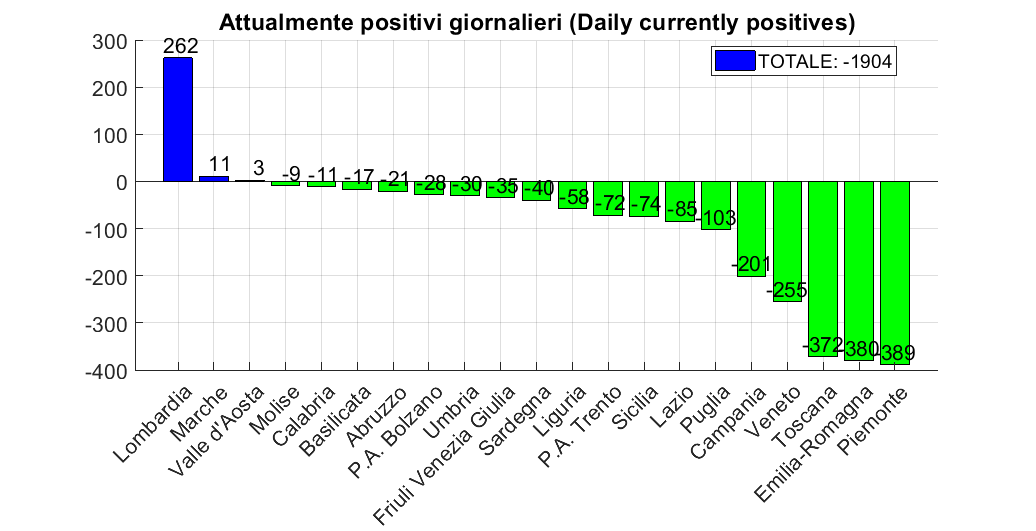 Attualmente positivi giornalieri (Daily currently positives)
TOTALE: -1904
300
200
100
0
-100
-200
-300
-400
262
11
3
-9
-11
-17
-21
-28
-30
-35
-40
-58
-72
-74
-85
-103
-201
-255
-372
-380
-389
Lombardia
Marche
Valle d'Aosta
Molise
Calabria
Basilicata
Abruzzo
P.A. Bolzano
Umbria
Friuli Venezia Giulia
Sardegna
Liguria
P.A. Trento
Sicilia
Lazio
Puglia
Campania
Veneto
Toscana
Emilia-Romagna
Piemonte